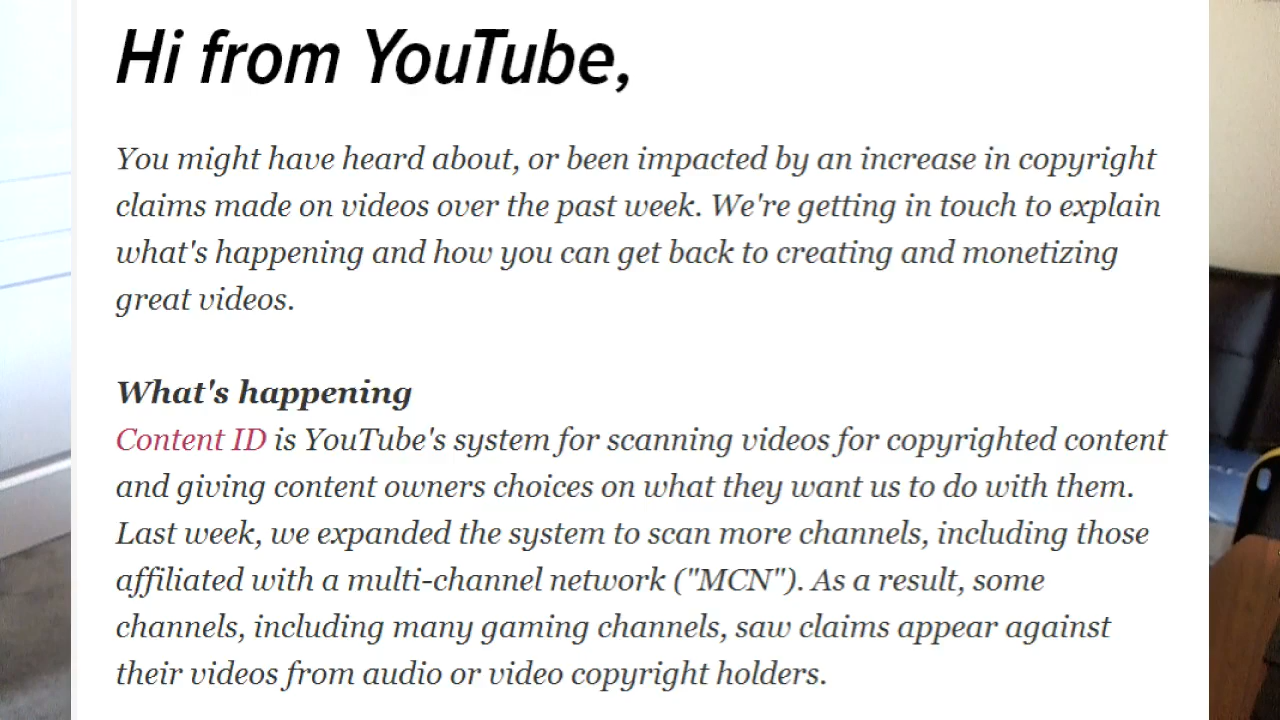 Hi from YouTube,
You might have heard about, or been impacted by an increase in copyright
claims made on videos over the past week. We're getting in touch to explain
what's happening and how you can get back to creating and monetizing
great videos.
What's happening
Content ID is YouTube's system for scanning videos for copyrighted content
and giving content owners choices on what they want us to do with them.
Last week, we expanded the system to scan more channels, including those
affiliated with a multi-channel network ("MCN"). As a result, some
channels, including many gaming channels, saw claims appear against
their videos from audio or video copyright holders.